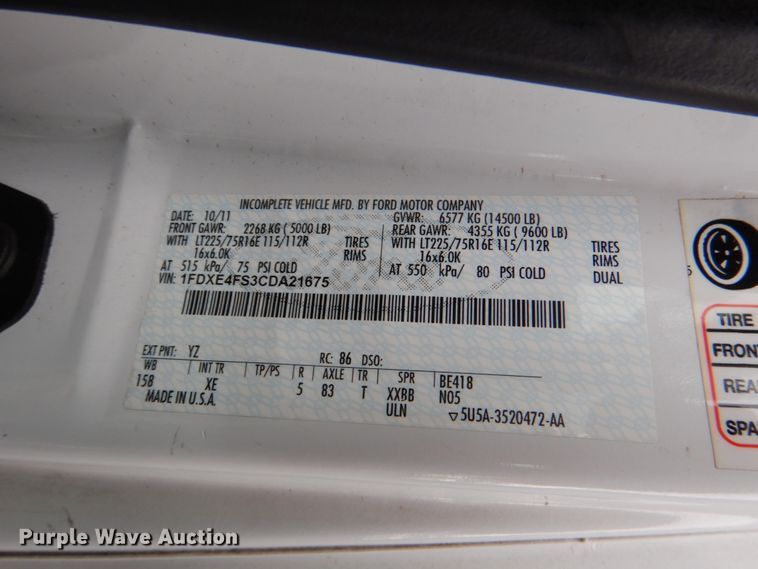 INCOMPLETE VEHICLE MFD. BY FORD MOTOR COMPANY
DATE: 10/11 GVWR: 6577 KG (14500 LB)
FRONT GAWR: 2268 KG ( 5000 LB) REAR GAWR: 4355 KG ( 9600 LB)
WITH LT225/75R16E 115/112R TIRES WITH LT225/75R16E 115/112R TIRES
16x6.0K RIMS 16x6.0K RIMS
AT 515 kPa/ 75 PSI COLD AT 550 kPa/ 80 PSI COLD DUAL
VIN: 1FDXE4FS3CDA21675
EXT PNT: YZ RC: 86 DSO:
WB INT TR TP/PS R AXLE TR SPR BE418
158 XE 5 83 T XXBB N05
MADE IN U.S.A. ULN ▽5U5A-3520472-AA
TIRE
FRON
REA
SPA
Purple Wave Auction